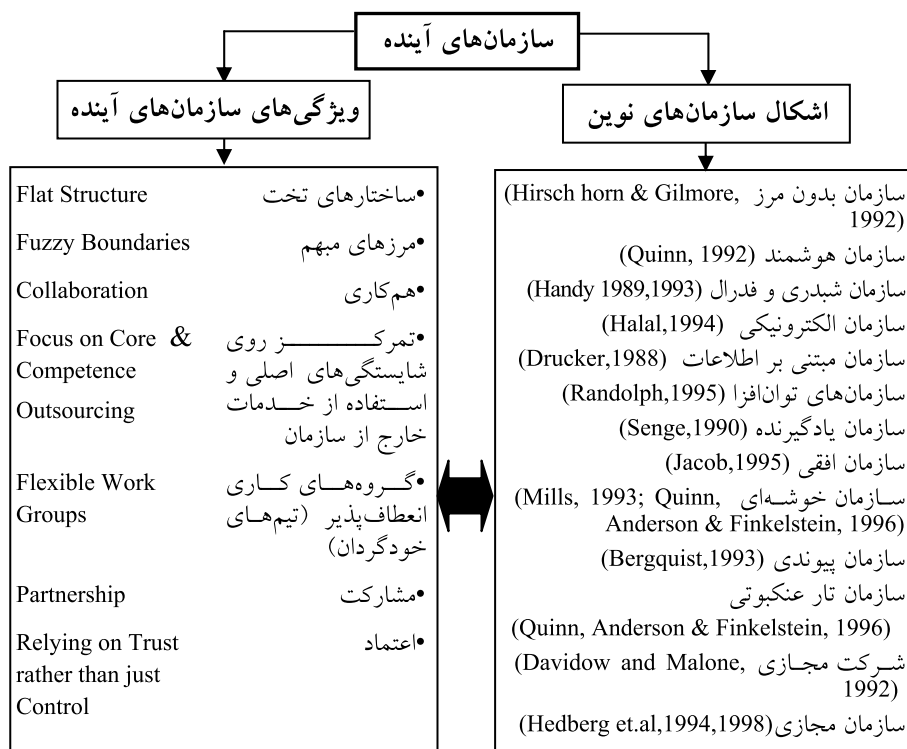 سازمان‌های آینده
اشکال سازمان‌های نوین
سازمان بدون مرز (Hirsch horn & Gilmore,
1992)
سازمان هوشمند (Quinn, 1992)
سازمان شبدری و فدرال (Handy 1989,1993)
سازمان الکترونیکی (Halal,1994)
سازمان مبتنی بر اطلاعات (Drucker,1988)
سازمان‌های توان‌افزا (Randolph,1995)
سازمان یادگیرنده (Senge,1990)
سازمان افقی (Jacob,1995)
سازمان خوشه‌ای (Mills, 1993; Quinn,
Anderson & Finkelstein, 1996)
سازمان پیوندی (Bergquist,1993)
سازمان تار عنکبوتی
(Quinn, Anderson & Finkelstein, 1996)
شرکت مجازی (Davidow and Malone,
1992)
سازمان مجازی(Hedberg et.al,1994,1998)
ویژگی‌های سازمان‌های آینده
•ساختارهای تخت Flat Structure
•مرزهای مبهم Fuzzy Boundaries
•هم‌کاری Collaboration
•تمرکز روی Focus on Core &
شایستگی‌های اصلی و Competence
استفاده از خدمات Outsourcing
خارج از سازمان
•گروه‌های کاری Flexible Work
انعطاف‌پذیر (تیم‌های Groups
خودگردان)
•مشارکت Partnership
•اعتماد Relying on Trust
rather than just
Control